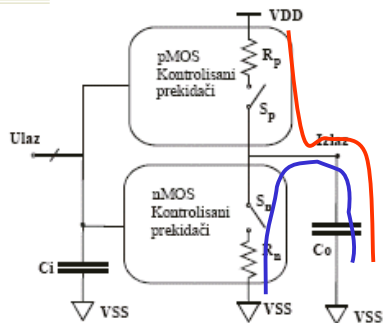 VDD
pMOS
Kontrolisani
prekidači
Rp
Sp
Ulaz
Izlaz
nMOS
Kontrolisani
prekidači
Sn
Rn
Ci
Co
VSS
VSS
VSS